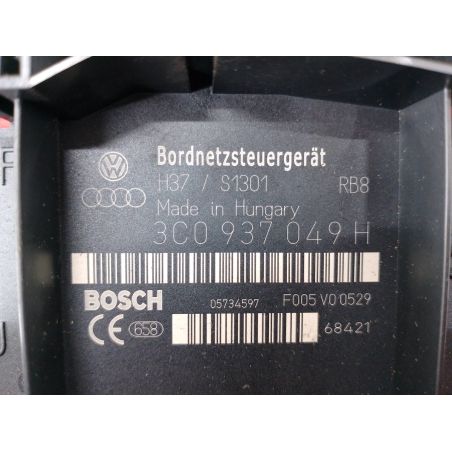 Bordnetzsteuergerät
H37 / S1301 RB8
Made in Hungary
3C0 937 049 H
BOSCH 05734597 F005 V0 0529
CE 658 68421